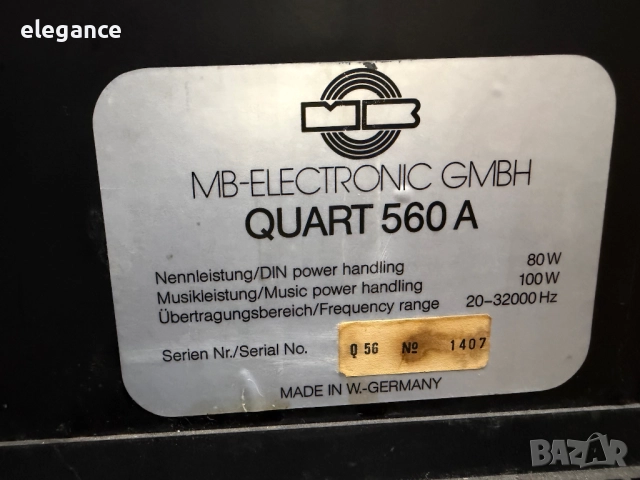 elegance
MB
MB-ELECTRONIC GMBH
QUART 560 A
Nennleistung/DIN power handling 80 W
Musikleistung/Music power handling 100 W
Übertragungsbereich/Frequency range 20-32000 Hz
Serien Nr./Serial No. Q 56 № 1407
MADE IN W.-GERMANY
BAZAR